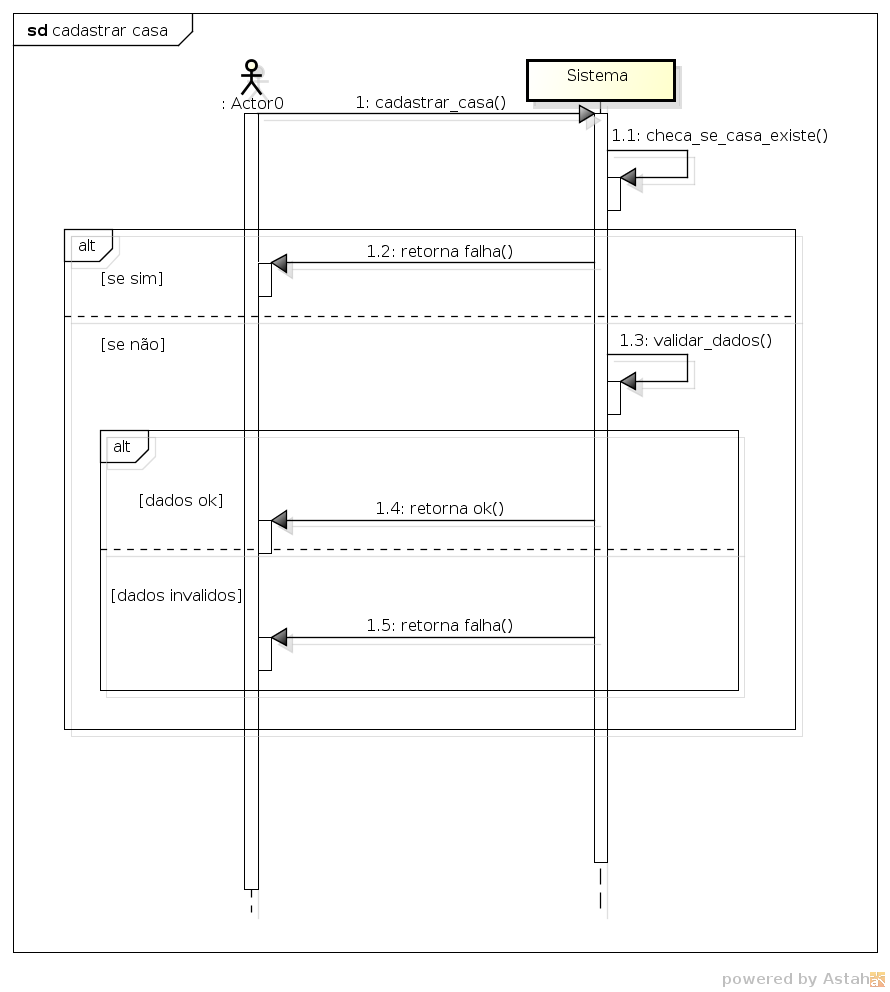 sd cadastrar casa
: Actor0
Sistema
1: cadastrar_casa()
1.1: checa_se_casa_existe()
alt
1.2: retorna falha()
[se sim]
[se não]
1.3: validar_dados()
alt
[dados ok]
1.4: retorna ok()
[dados invalidos]
1.5: retorna falha()
powered by Astah